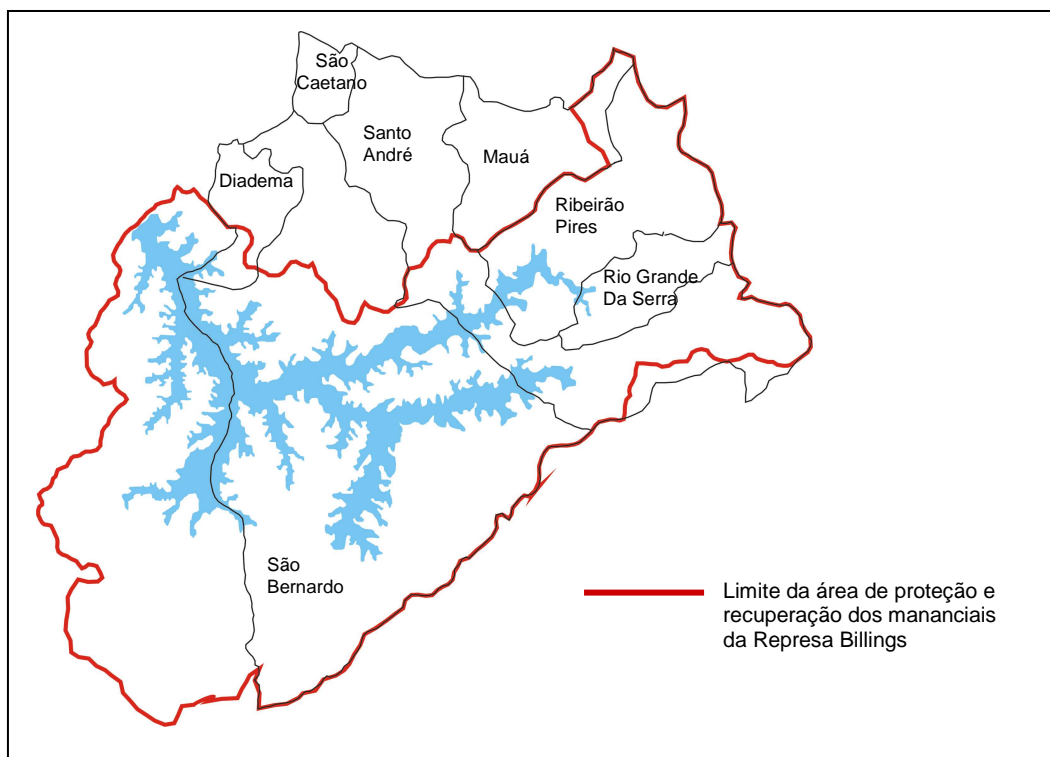 São
Caetano
Santo
André
Mauá
Diadema
Ribeirão
Pires
Rio Grande
Da Serra
São
Bernardo
Limite da área de proteção e
recuperação dos mananciais
da Represa Billings